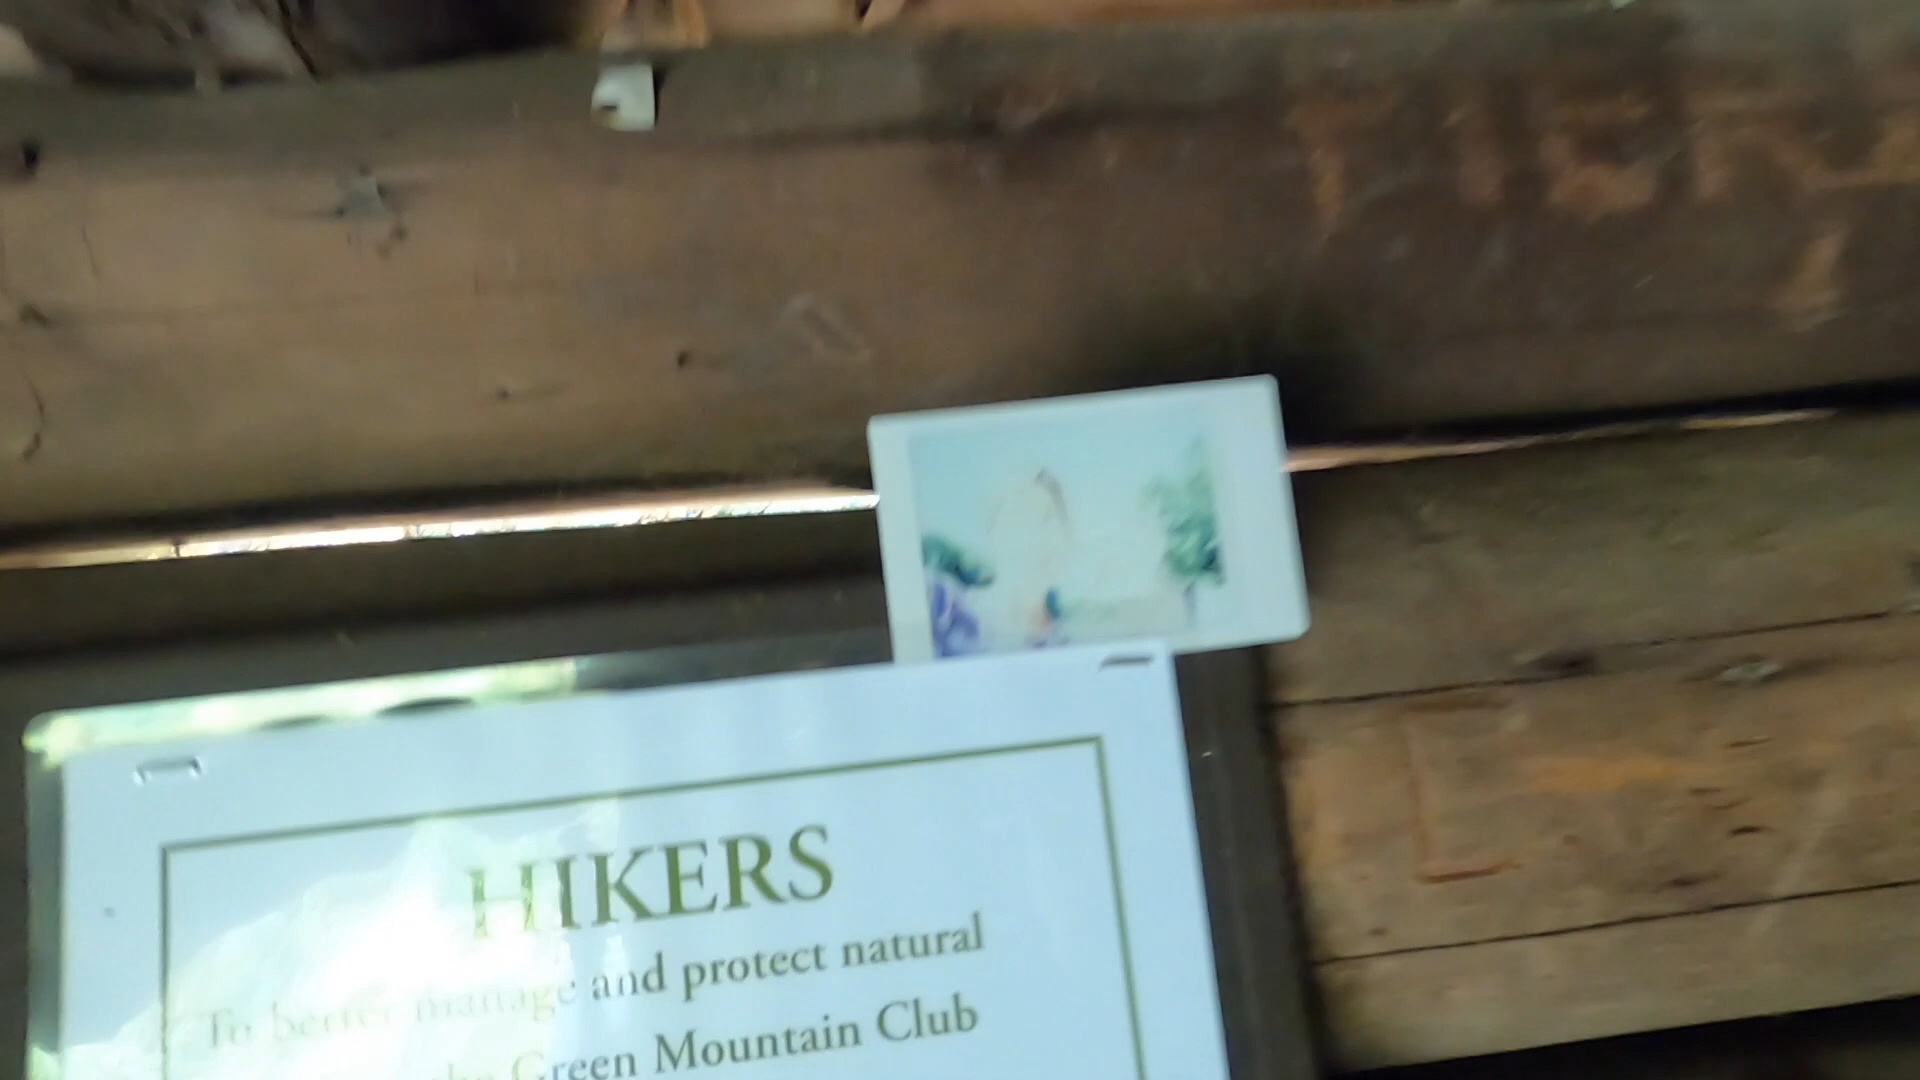 HIKERS
To better manage and protect natural
the Green Mountain Club